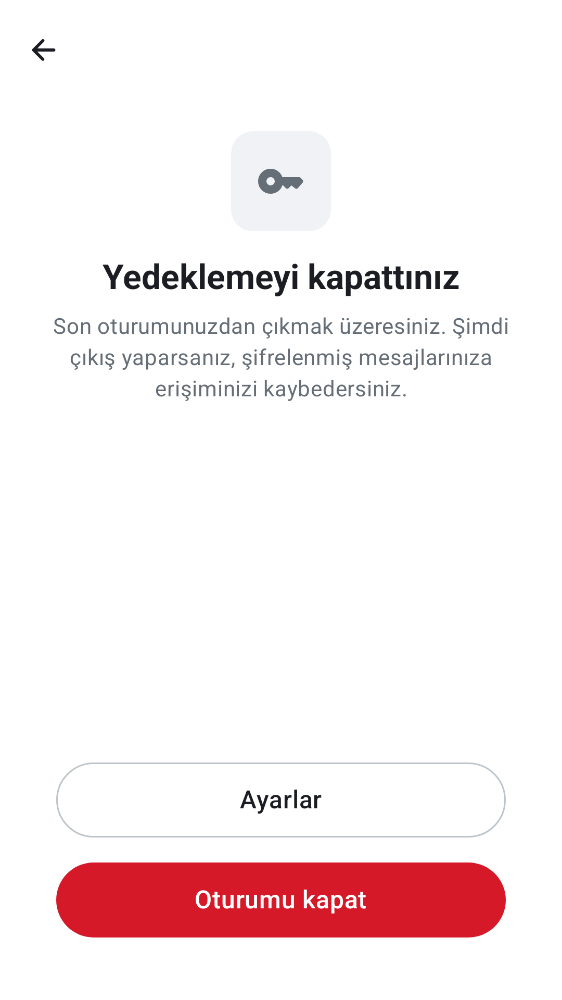 Yedeklemeyi kapattınız
Son oturumunuzdan çıkmak üzeresiniz. Şimdi
çıkış yaparsanız, şifrelenmiş mesajlarınıza
erişiminizi kaybedersiniz.
Ayarlar
Oturumu kapat